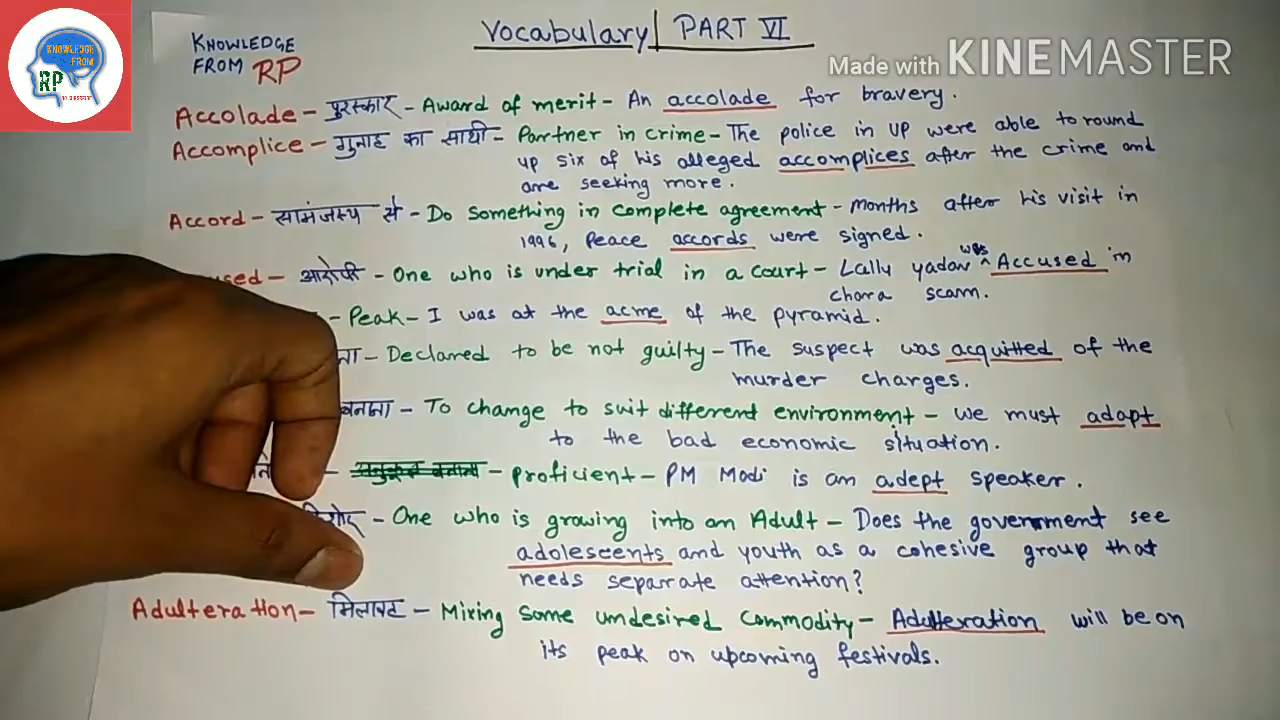 KNOWLEDGE FROM RP TO SUBSCRIBE
KNOWLEDGE
FROM RP
Vocabulary | PART VI
Made with KINEMASTER
Accolade - पुरस्कार - Award of merit - An accolade for bravery.
Accomplice - गुनाह का साथी - Partner in crime - The police in UP were able to round
up six of his alleged accomplices after the crime and
are seeking more.
Accord - सामंजस्य से - Do something in complete agreement - months after his visit in
1996, Peace accords were signed.
used - आरोपी - One who is under trial in a court - Lally yadav was Accused in
chara scam.
- Peak - I was at the acme of the pyramid.
ना - Declared to be not guilty - The suspect was acquitted of the
murder charges.
बनाना - To change to suit different environment - we must adapt
to the bad economic situation.
- proficient - PM Modi is an adept speaker.
किशोर - One who is growing into an Adult - Does the government see
adolescents and youth as a cohesive group that
needs separate attention?
Adulteration - मिलावट - Mixing some undesired commodity - Adulteration will be on
its peak on upcoming festivals.